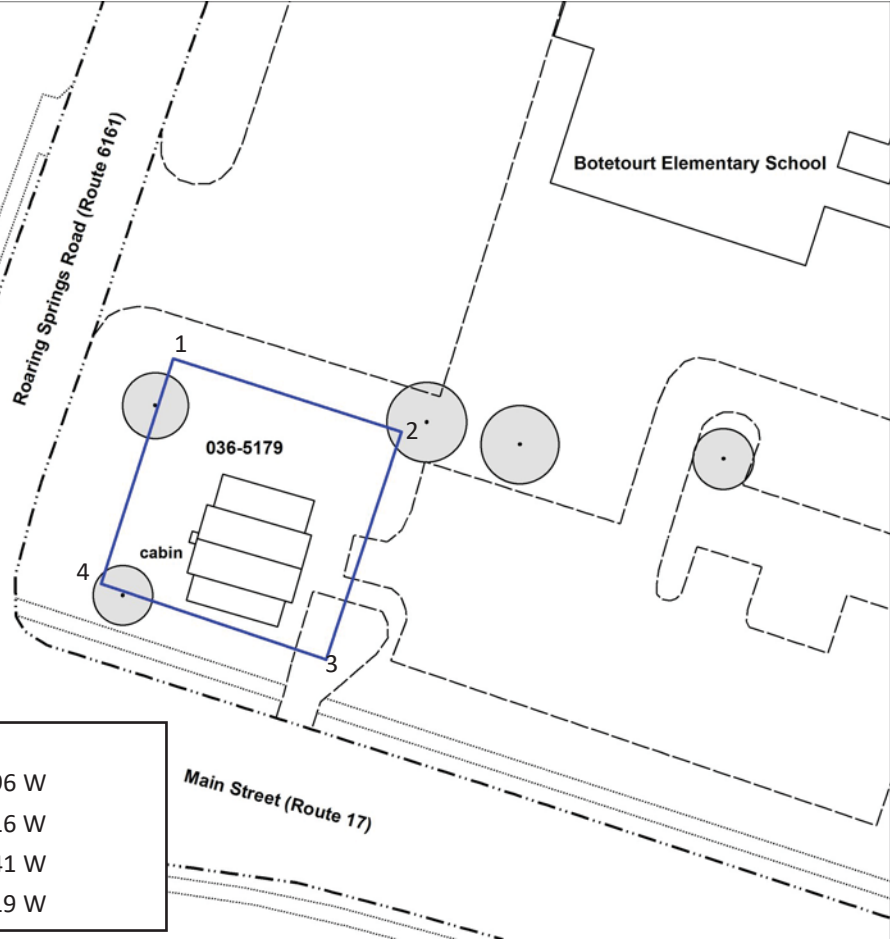 Botetourt Elementary School
Roaring Springs Road (Route 6161)
1
2
036-5179
cabin
4
3
Main Street (Route 17)
W
W
W
W